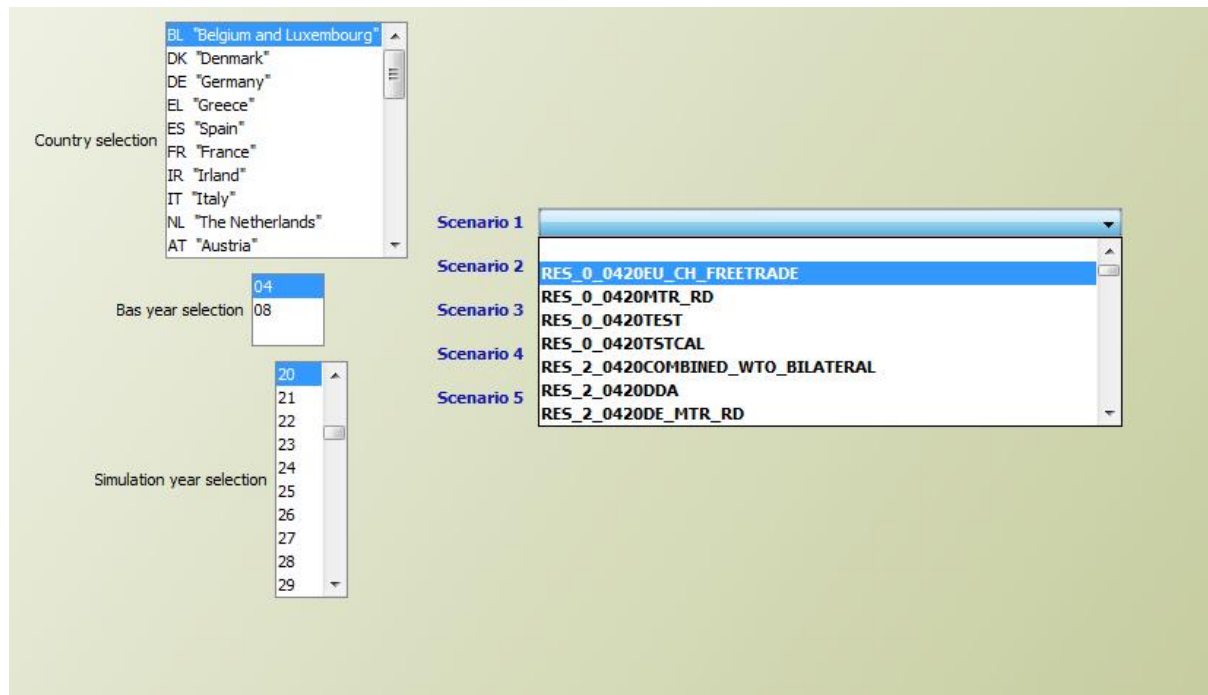 Country selection
BL "Belgium and Luxembourg"
DK "Denmark"
DE "Germany"
EL "Greece"
ES "Spain"
FR "France"
IR "Irland"
IT "Italy"
NL "The Netherlands"
AT "Austria"
Bas year selection
04
08
Simulation year selection
20
21
22
23
24
25
26
27
28
29
Scenario 1
Scenario 2
Scenario 3
Scenario 4
Scenario 5
RES_0_0420EU_CH_FREETRADE
RES_0_0420MTR_RD
RES_0_0420TEST
RES_0_0420TSTCAL
RES_2_0420COMBINED_WTO_BILATERAL
RES_2_0420DDA
RES_2_0420DE_MTR_RD